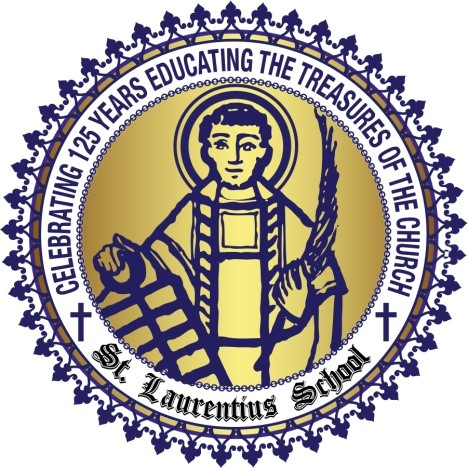 CELEBRATING 125 YEARS EDUCATING THE TREASURES OF THE CHURCH
St. Laurentius School